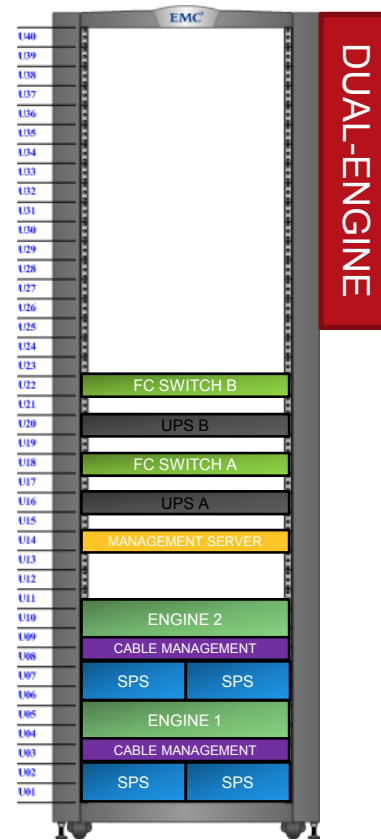 EMC²
U40
U39
U38
U37
U36
U35
U34
U33
U32
U31
U30
U29
U28
U27
U26
U25
U24
U23
U22
U21
U20
U19
U18
U17
U16
U15
U14
U13
U12
U11
U10
U09
U08
U07
U06
U05
U04
U03
U02
U01
FC SWITCH B
UPS B
FC SWITCH A
UPS A
MANAGEMENT SERVER
ENGINE 2
CABLE MANAGEMENT
SPS SPS
ENGINE 1
CABLE MANAGEMENT
SPS SPS
DUAL-ENGINE